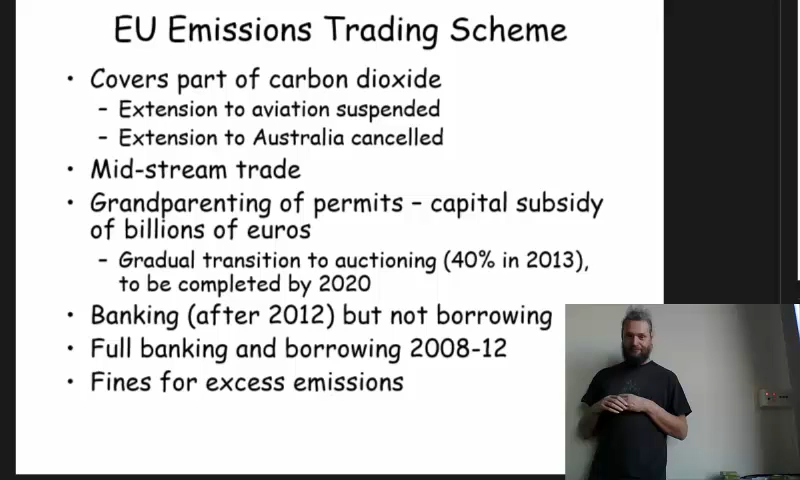 EU Emissions Trading Scheme
• Covers part of carbon dioxide
– Extension to aviation suspended
– Extension to Australia cancelled
• Mid-stream trade
• Grandparenting of permits – capital subsidy
of billions of euros
– Gradual transition to auctioning (40% in 2013),
to be completed by 2020
• Banking (after 2012) but not borrowing
• Full banking and borrowing 2008-12
• Fines for excess emissions